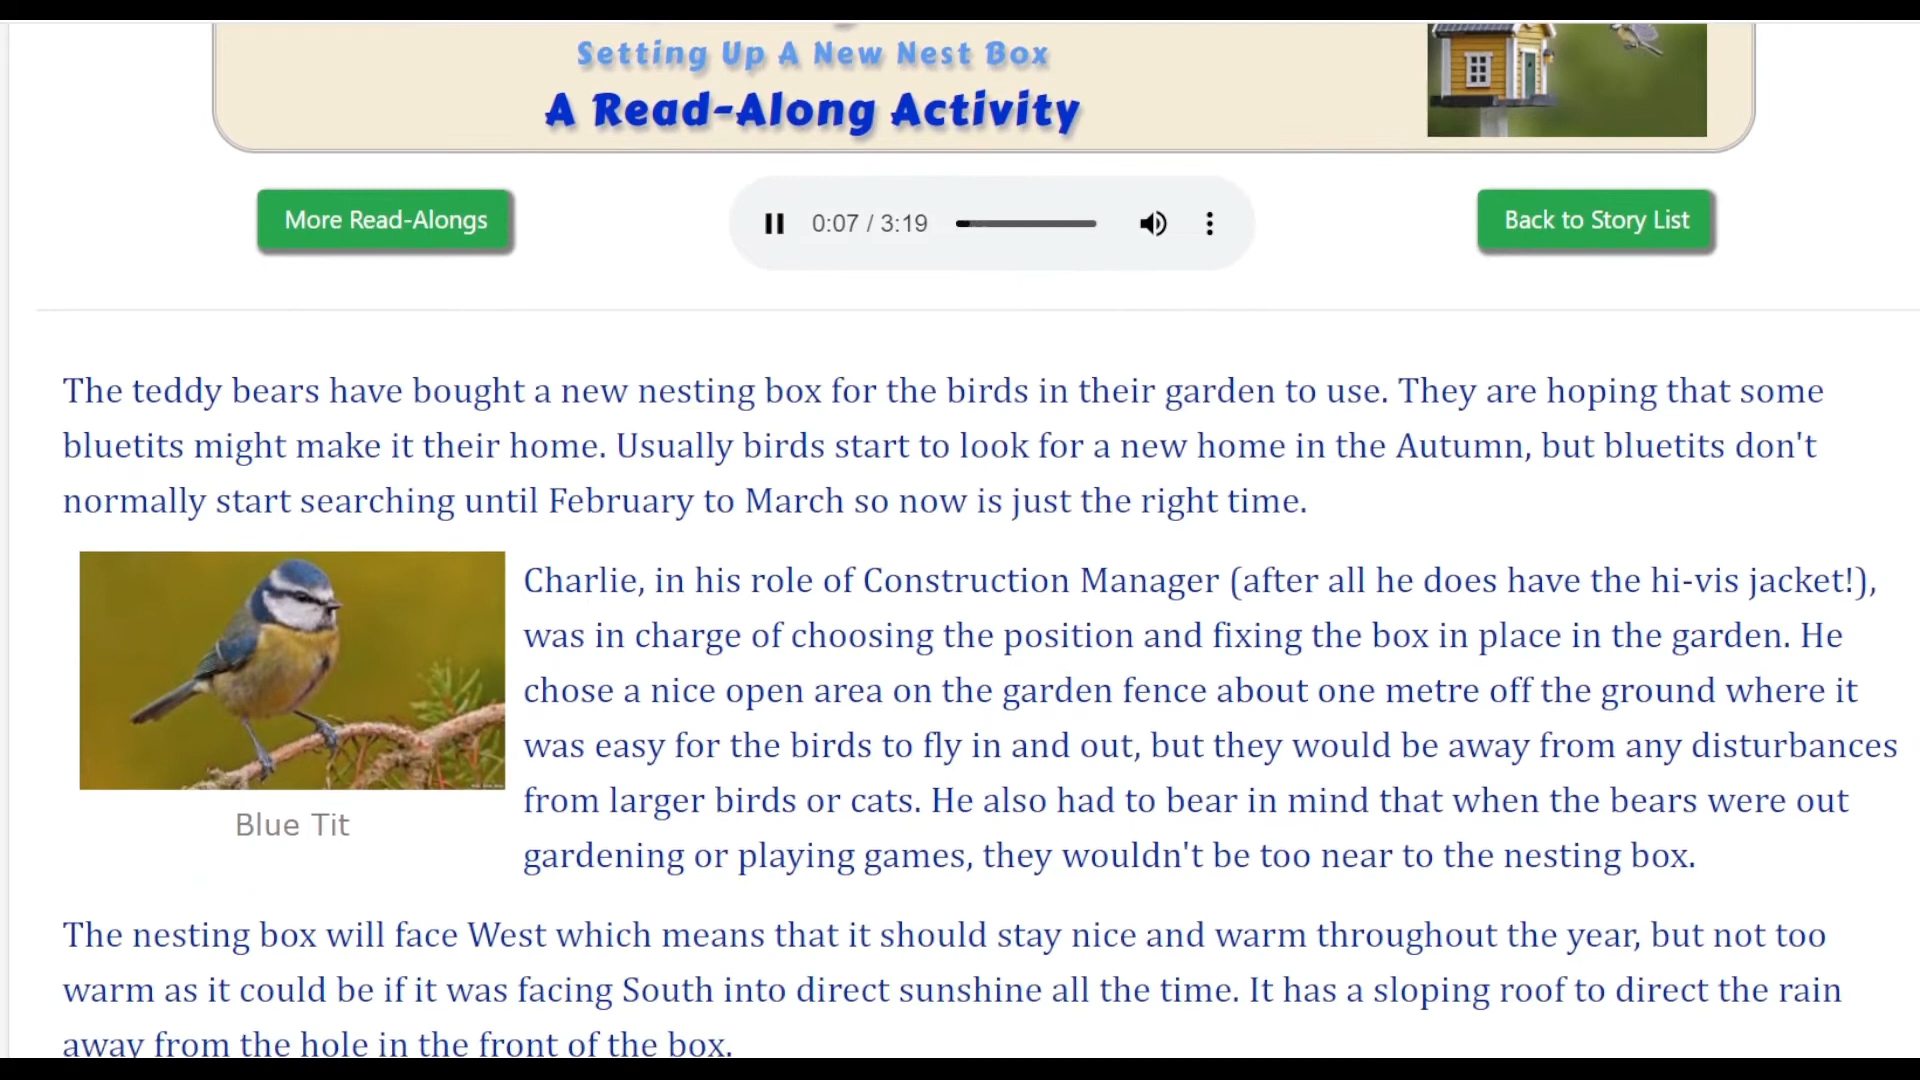 Setting Up A New Nest Box
A Read-Along Activity
More Read-Alongs
0:07 / 3:19
Back to Story List
The teddy bears have bought a new nesting box for the birds in their garden to use. They are hoping that some
bluetits might make it their home. Usually birds start to look for a new home in the Autumn, but bluetits don't
normally start searching until February to March so now is just the right time.
Charlie, in his role of Construction Manager (after all he does have the hi-vis jacket!),
was in charge of choosing the position and fixing the box in place in the garden. He
chose a nice open area on the garden fence about one metre off the ground where it
was easy for the birds to fly in and out, but they would be away from any disturbances
from larger birds or cats. He also had to bear in mind that when the bears were out
gardening or playing games, they wouldn't be too near to the nesting box.
Blue Tit
The nesting box will face West which means that it should stay nice and warm throughout the year, but not too
warm as it could be if it was facing South into direct sunshine all the time. It has a sloping roof to direct the rain
away from the hole in the front of the box.